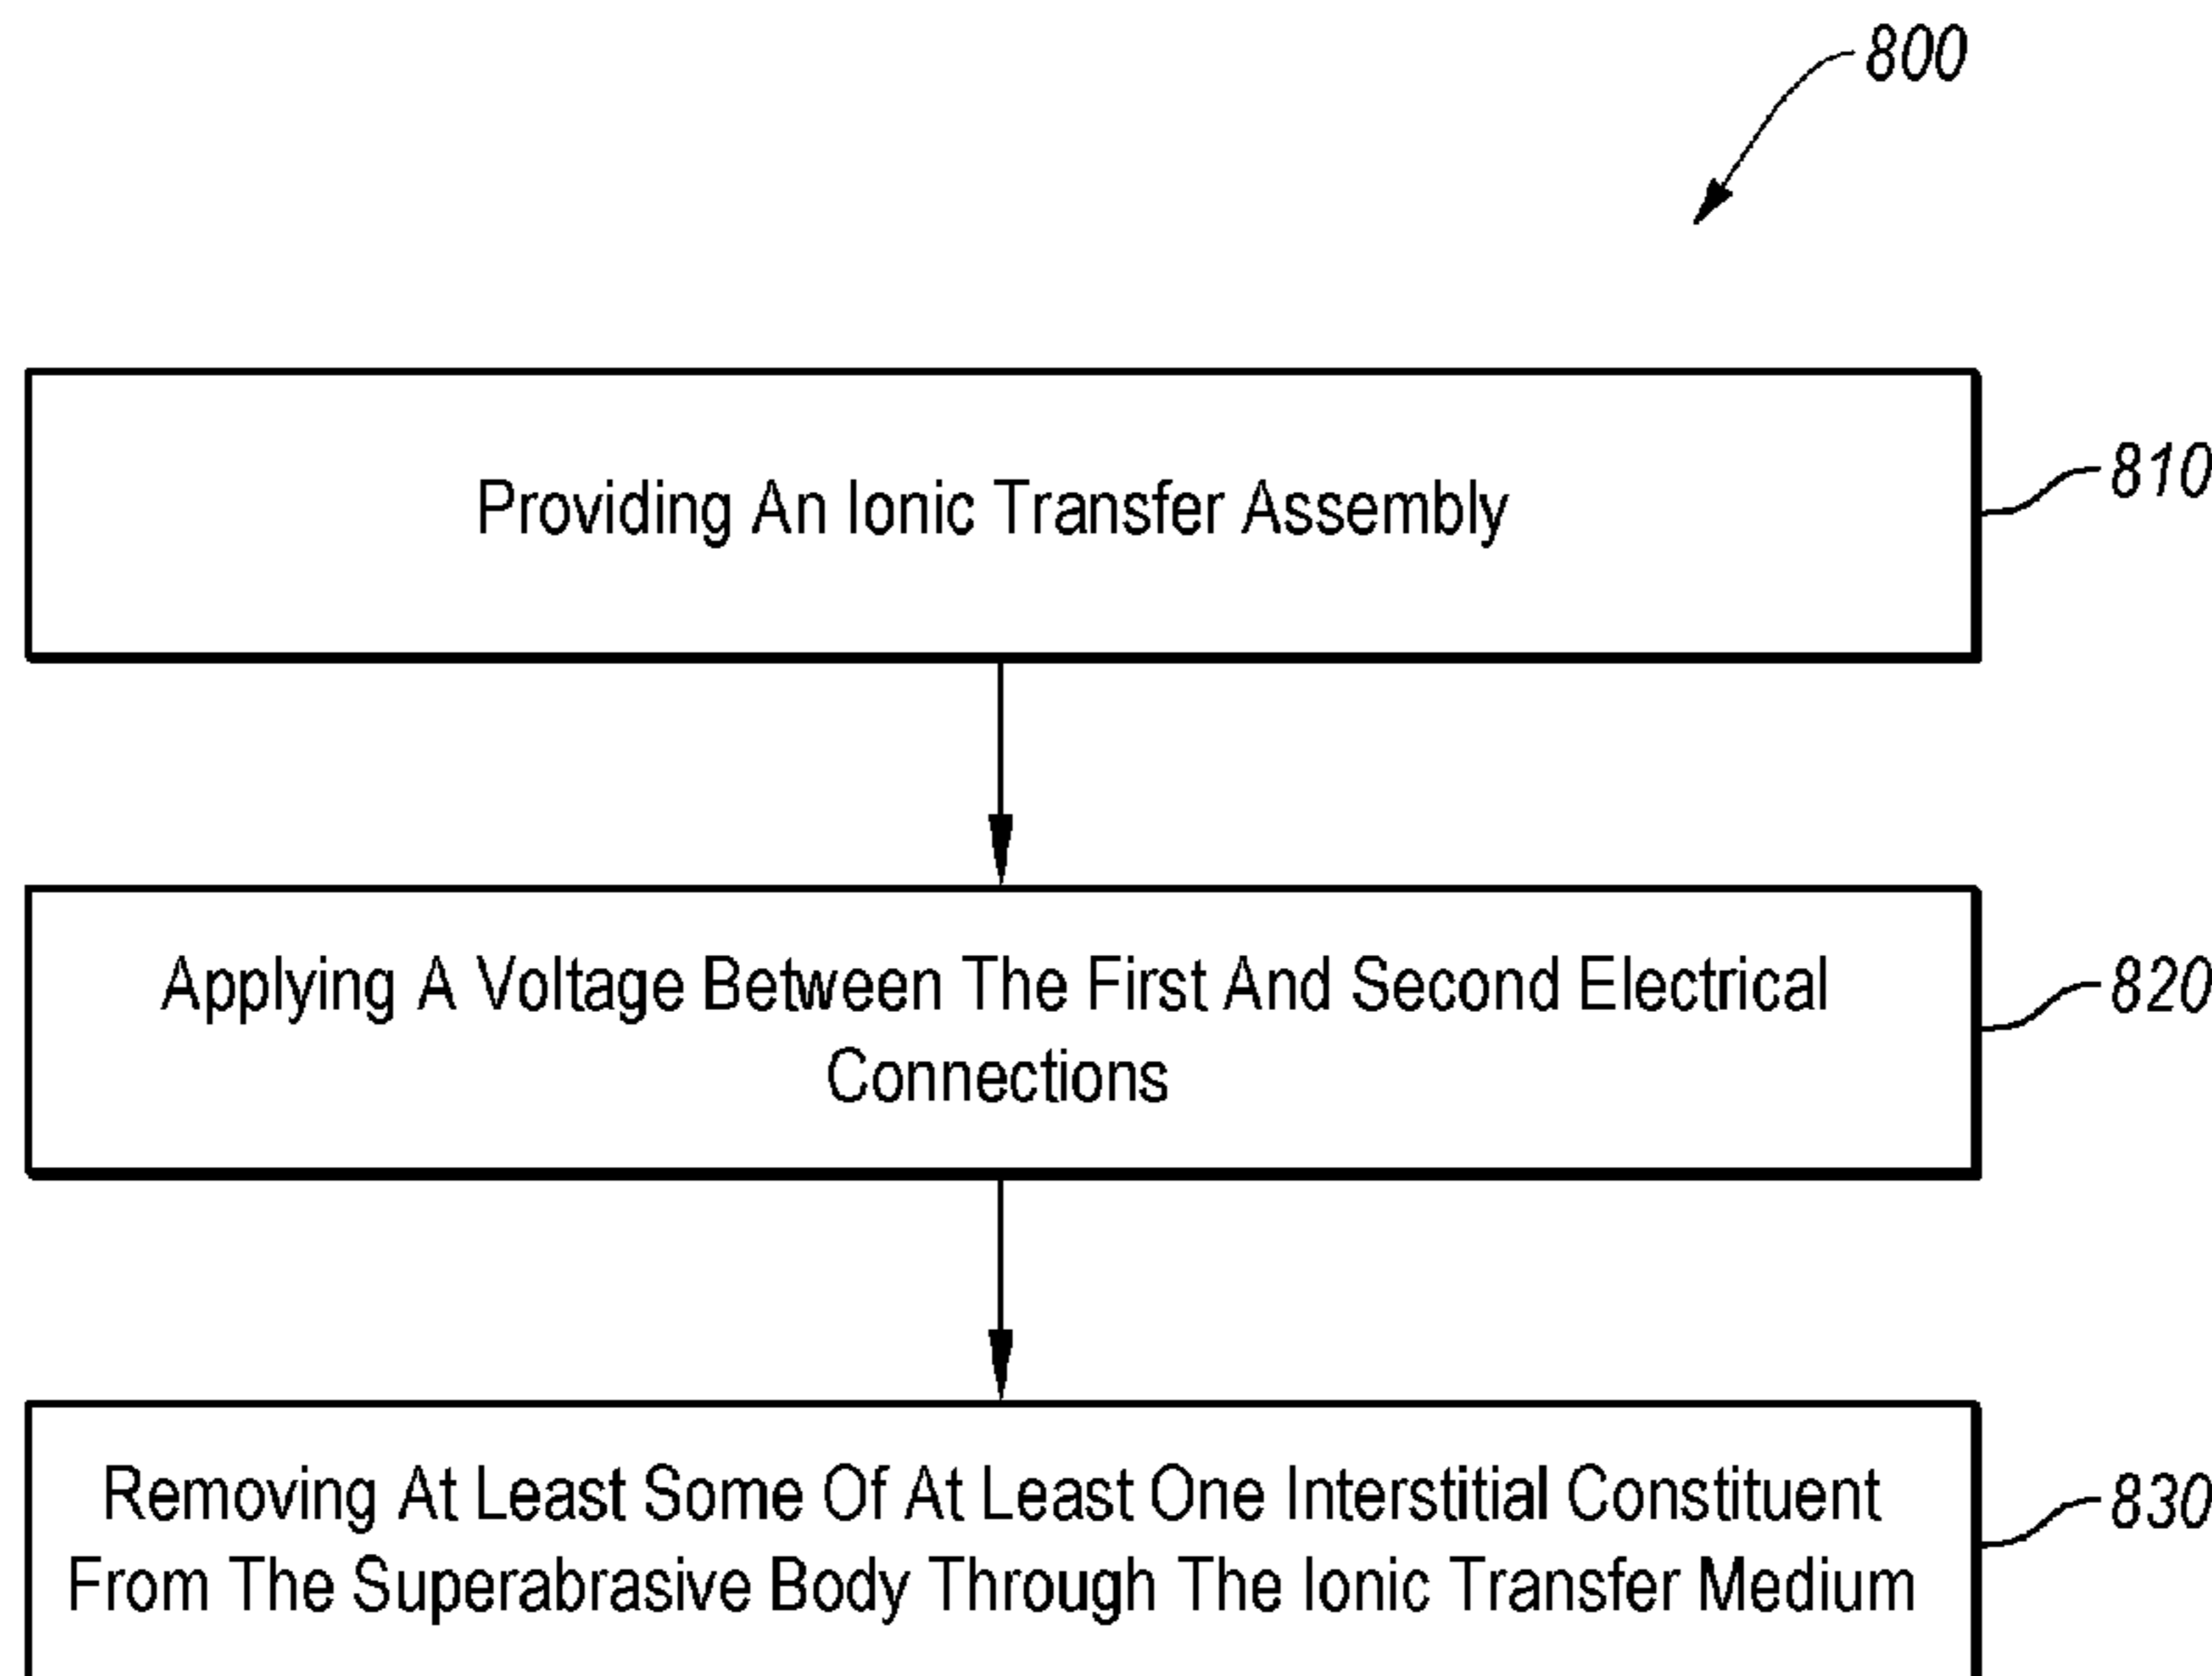 800
Providing An Ionic Transfer Assembly
810
Applying A Voltage Between The First And Second Electrical
Connections
820
Removing At Least Some Of At Least One Interstitial Constituent
From The Superabrasive Body Through The Ionic Transfer Medium
830